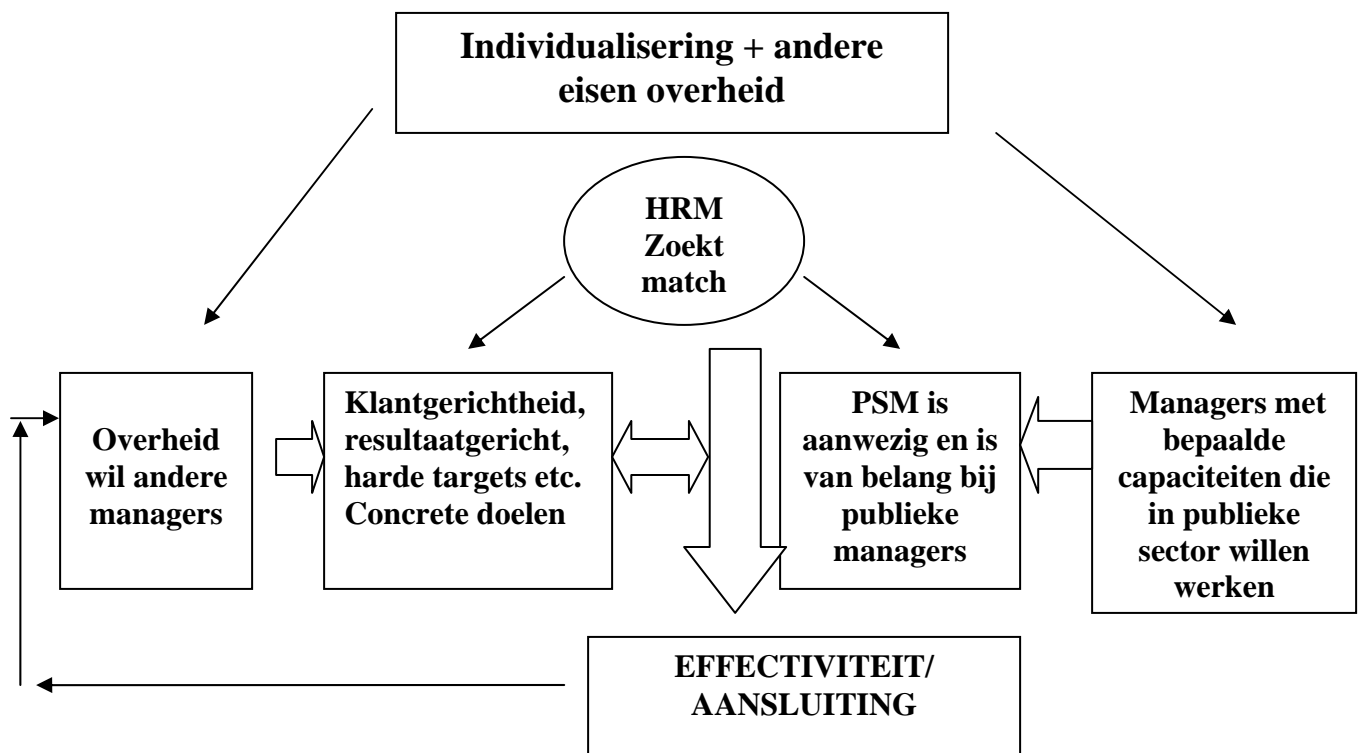 Individualisering + andere
eisen overheid
HRM
Zoekt
match
Overheid
wil andere
managers
Klantgerichtheid,
resultaatgericht,
harde targets etc.
Concrete doelen
PSM is
aanwezig en is
van belang bij
publieke
managers
Managers met
bepaalde
capaciteiten die
in publieke
sector willen
werken
EFFECTIVITEIT/
AANSLUITING